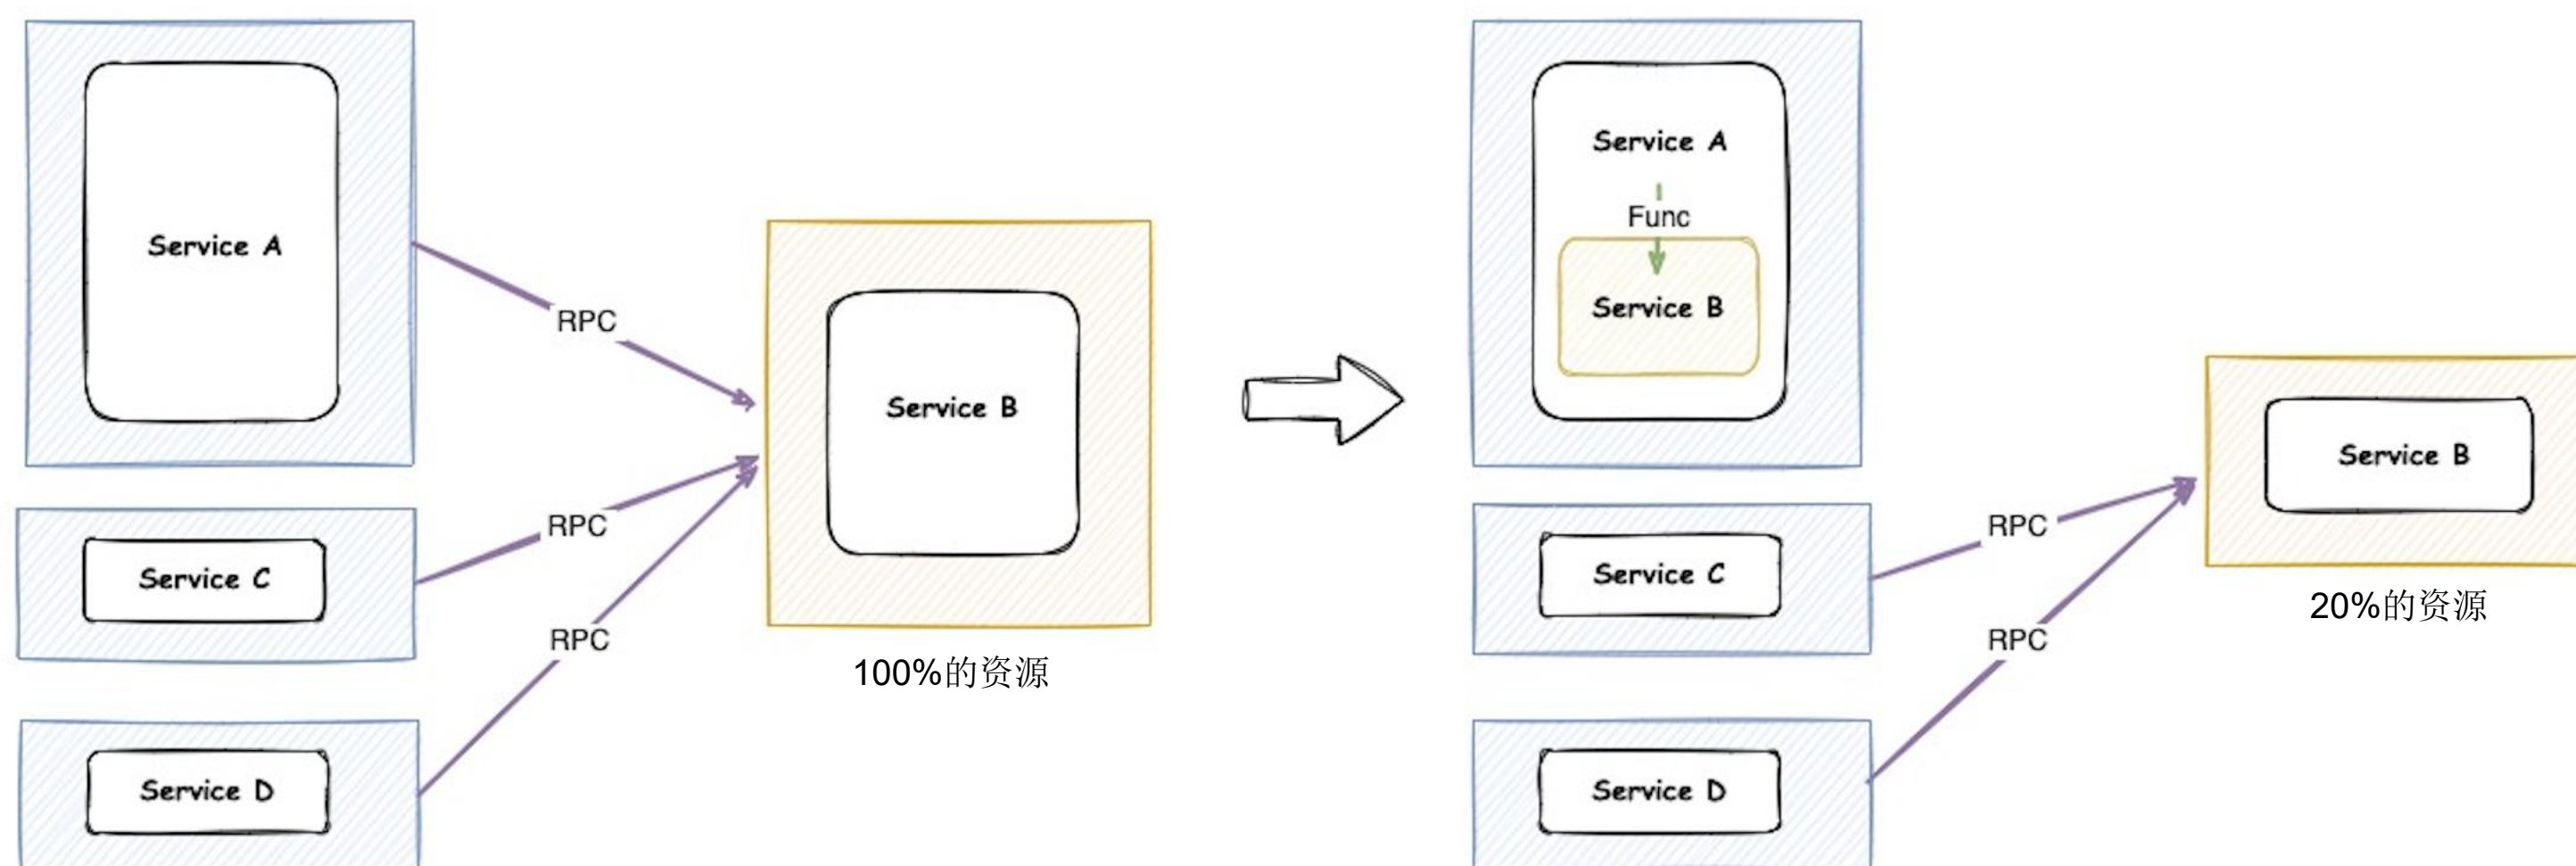 Service A
RPC
Service B
RPC
Service C
RPC
100%的资源
Service D
Service A
Func
Service B
Service B
RPC
Service C
20%的资源
RPC
Service D